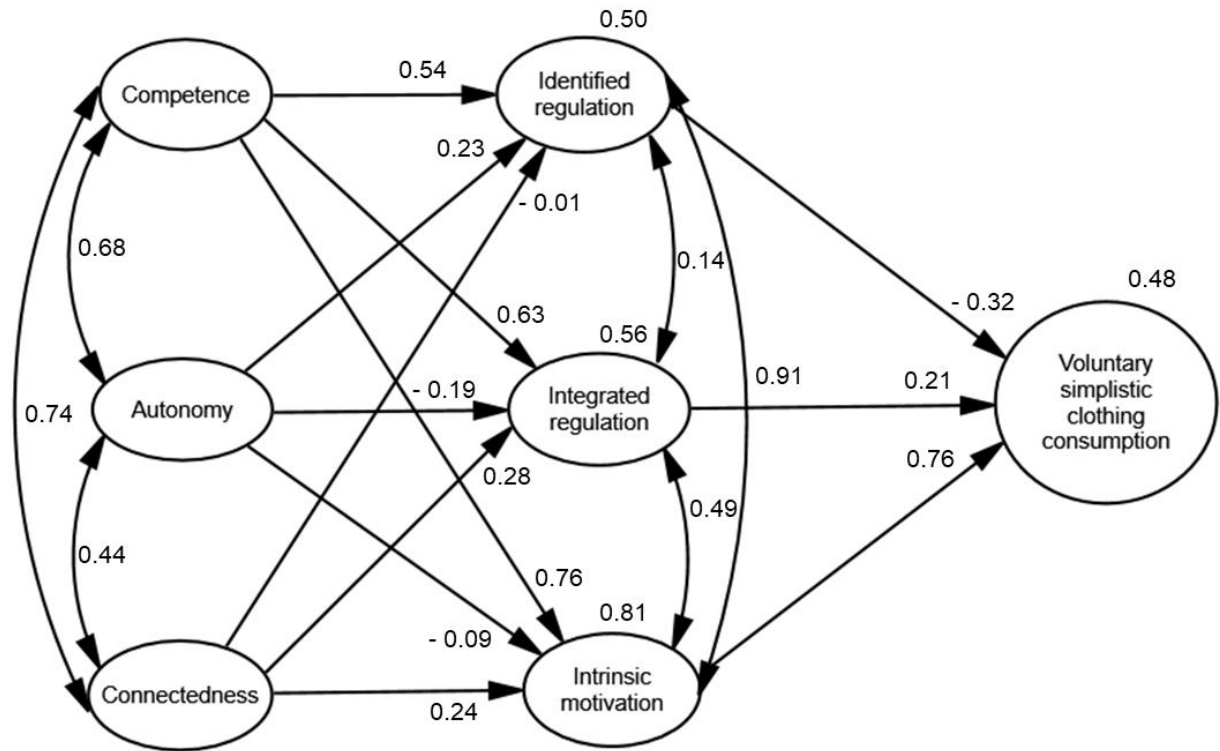 0.50
Competence
0.54
Identified
regulation
0.23
- 0.01
0.68
0.14
0.48
- 0.32
0.63
0.56
Voluntary
simplistic
clothing
consumption
0.91
0.21
0.74
Autonomy
- 0.19
Integrated
regulation
0.28
0.76
0.49
0.44
0.76
0.81
- 0.09
Connectedness
0.24
Intrinsic
motivation